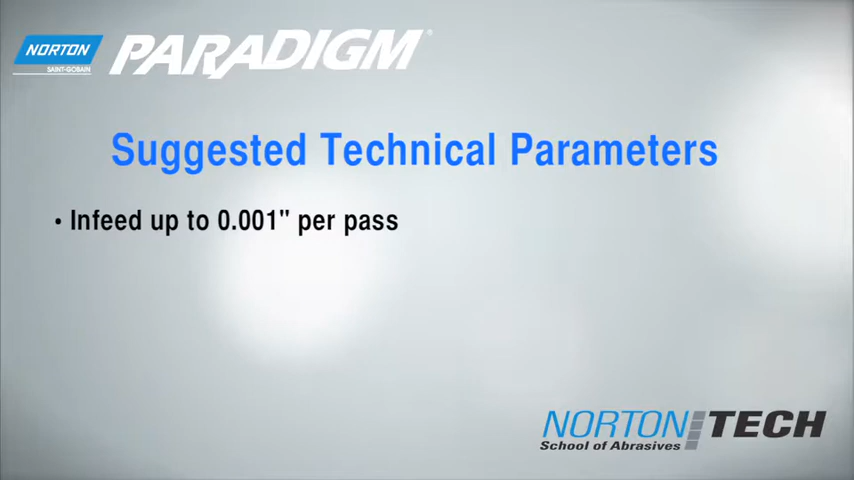 NORTON
SAINT-GOBAIN
PARADIGM®
Suggested Technical Parameters
• Infeed up to 0.001" per pass
NORTON TECH
School of Abrasives